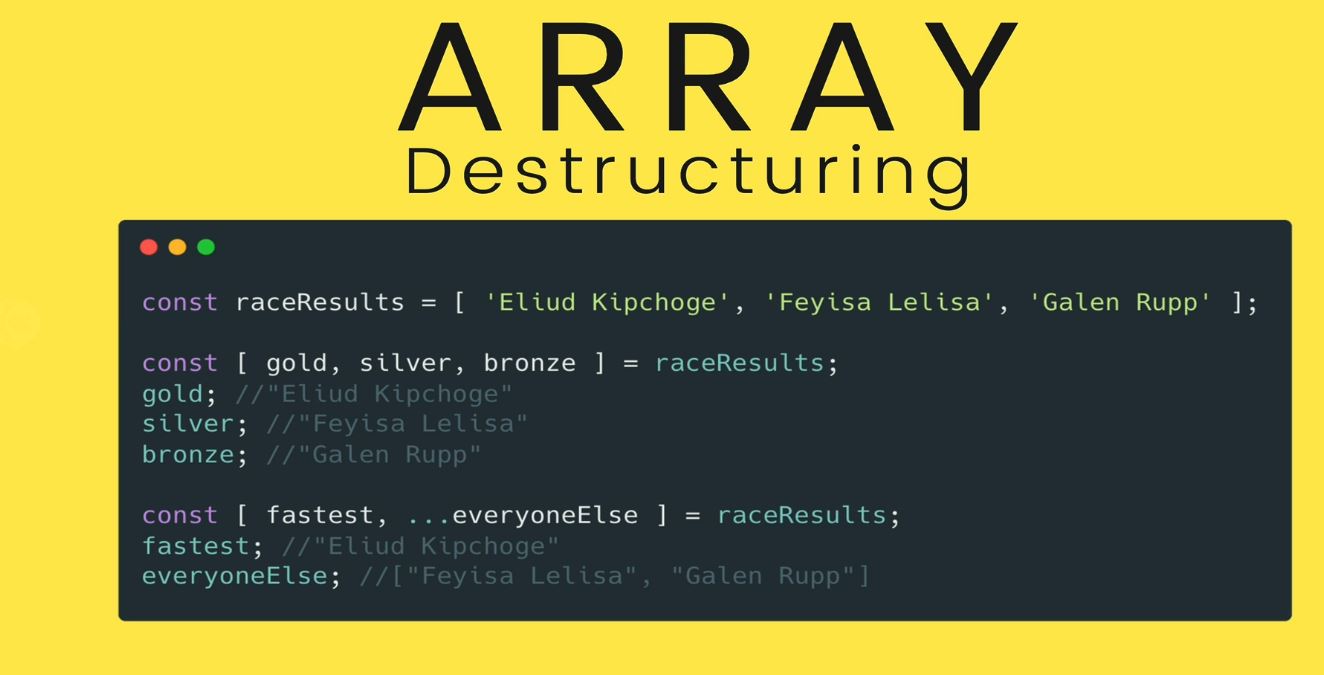 ARRAY
Destructuring
const raceResults = [ 'Eliud Kipchoge', 'Feyisa Lelisa', 'Galen Rupp' ];
const [ gold, silver, bronze ] = raceResults;
gold; //"Eliud Kipchoge"
silver; //"Feyisa Lelisa"
bronze; //"Galen Rupp"
const [ fastest, ...everyoneElse ] = raceResults;
fastest; //"Eliud Kipchoge"
everyoneElse; //["Feyisa Lelisa", "Galen Rupp"]